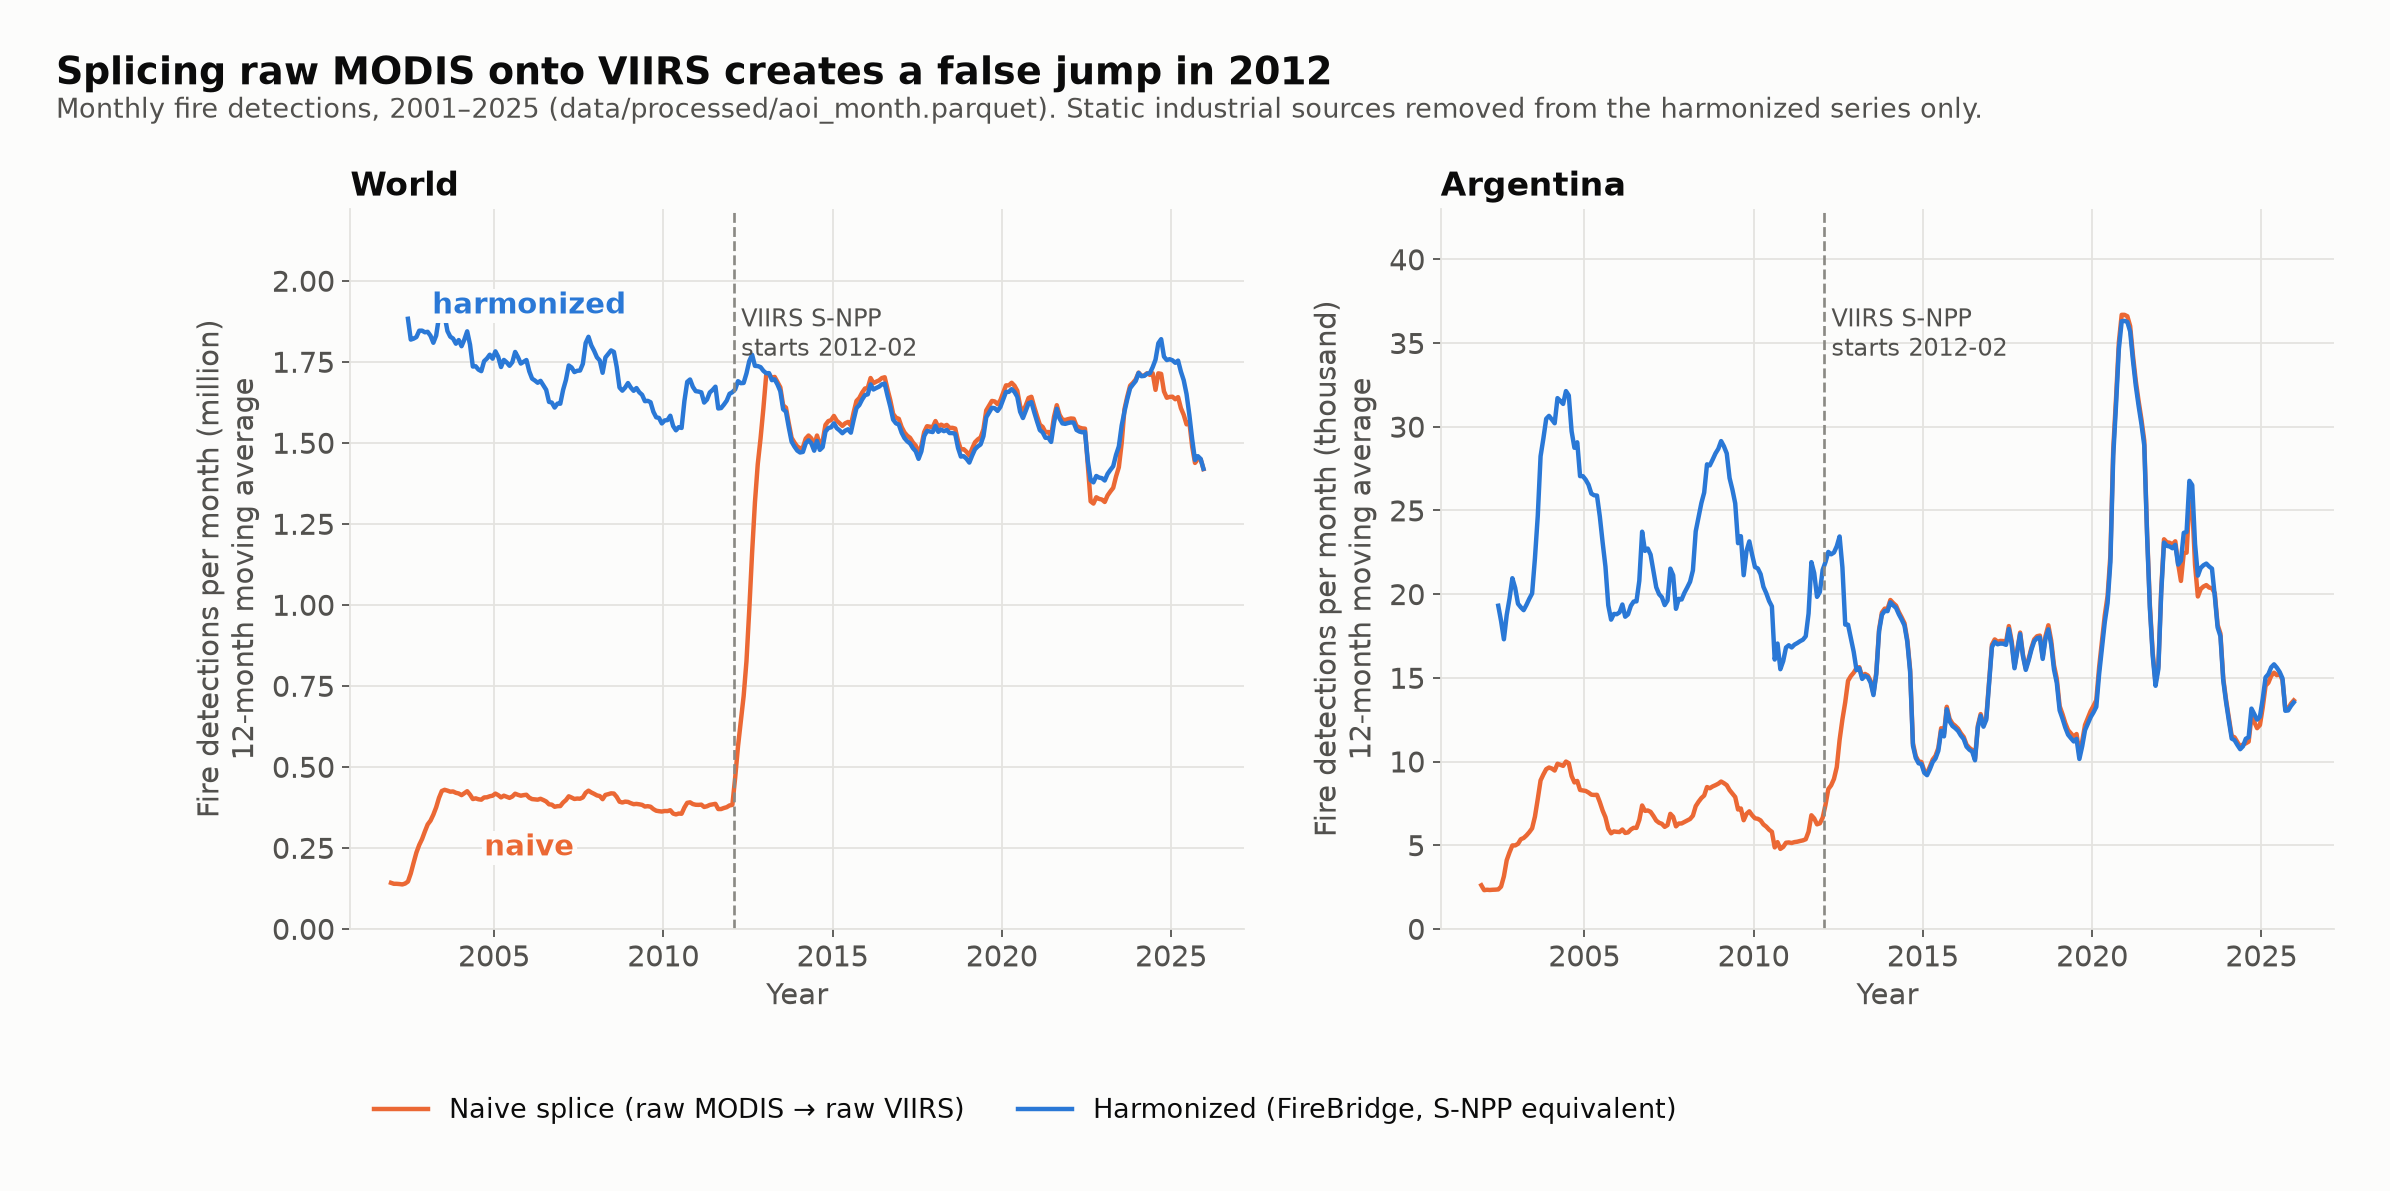 Splicing raw MODIS onto VIIRS creates a false jump in 2012
Monthly fire detections, 2001–2025 (data/processed/aoi_month.parquet). Static industrial sources removed from the harmonized series only.
World
Fire detections per month (million)
12-month moving average
2.00
1.75
1.50
1.25
1.00
0.75
0.50
0.25
0.00
harmonized
naive
VIIRS S-NPP
starts 2012-02
2005 2010 2015 2020 2025
Year
Argentina
Fire detections per month (thousand)
12-month moving average
40
35
30
25
20
15
10
5
0
VIIRS S-NPP
starts 2012-02
2005 2010 2015 2020 2025
Year
Naive splice (raw MODIS → raw VIIRS)
Harmonized (FireBridge, S-NPP equivalent)